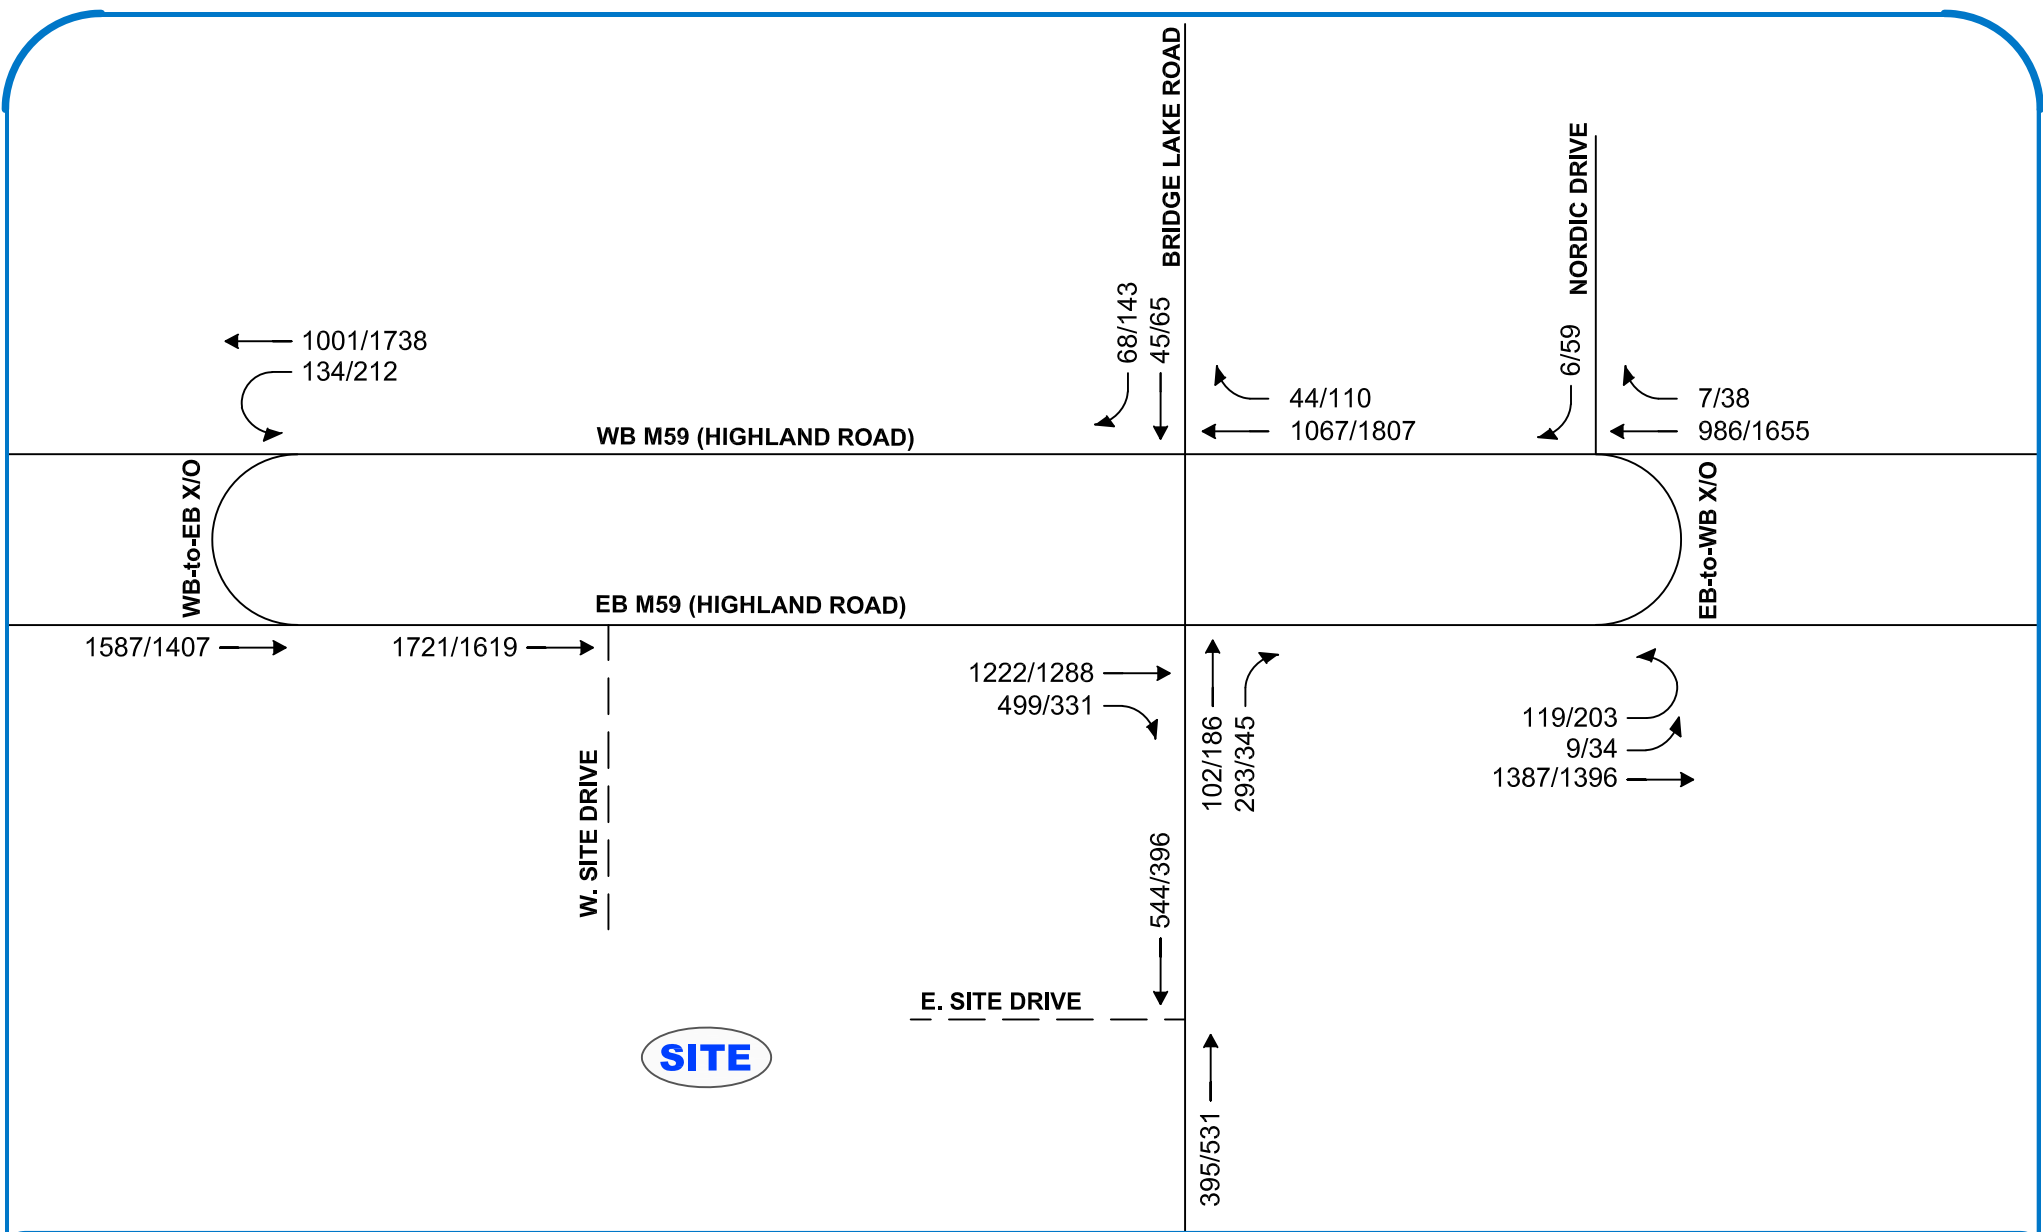 BRIDGE LAKE ROAD
NORDIC DRIVE
1001/1738
134/212
68/143
45/65
6/59
44/110
1067/1807
7/38
986/1655
WB M59 (HIGHLAND ROAD)
WB-to-EB X/O
EB-to-WB X/O
EB M59 (HIGHLAND ROAD)
1587/1407
1721/1619
1222/1288
499/331
102/186
293/345
119/203
9/34
1387/1396
W. SITE DRIVE
544/396
E. SITE DRIVE
SITE
395/531